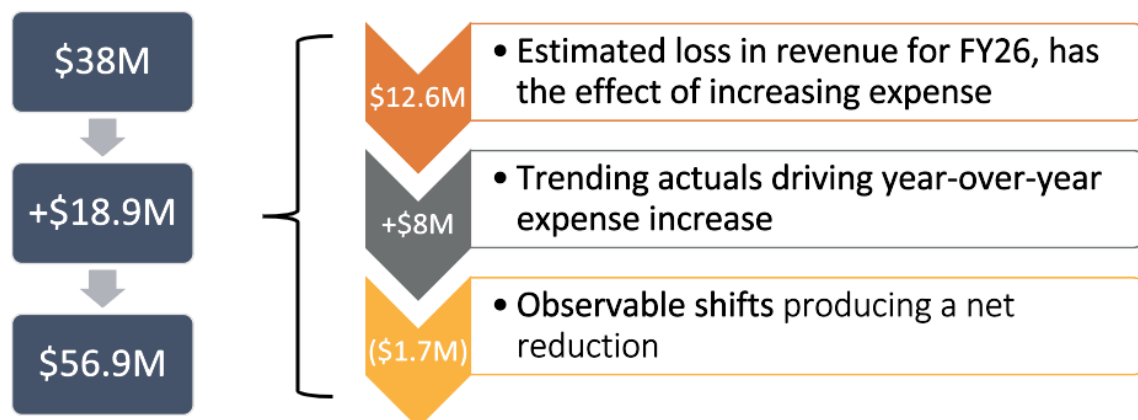 $38M
+$18.9M
$56.9M
$12.6M
• Estimated loss in revenue for FY26, has
the effect of increasing expense
+$8M
• Trending actuals driving year-over-year
expense increase
($1.7M)
• Observable shifts producing a net
reduction